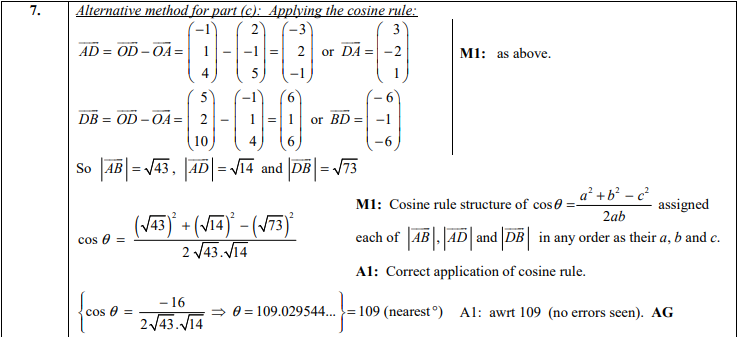 7. Alternative method for part (c): Applying the cosine rule:
AD = OD – OA = (−1 1 4) − (2 −1 5) = (−3 2 −1) or DA = (3 −2 1) M1: as above.
DB = OD – OA = (5 2 10) − (−1 1 4) = (6 1 6) or BD = (−6 −1 −6)
So |AB| = √43, |AD| = √14 and |DB| = √73
cos θ = ((√43)² + (√14)² − (√73)²) / (2√43.√14)
M1: Cosine rule structure of cos θ = (a² + b² − c²) / 2ab assigned
each of |AB|, |AD| and |DB| in any order as their a, b and c.
A1: Correct application of cosine rule.
{cos θ = −16 / (2√43.√14) ⇒ θ = 109.029544...} = 109 (nearest °) A1: awrt 109 (no errors seen). AG